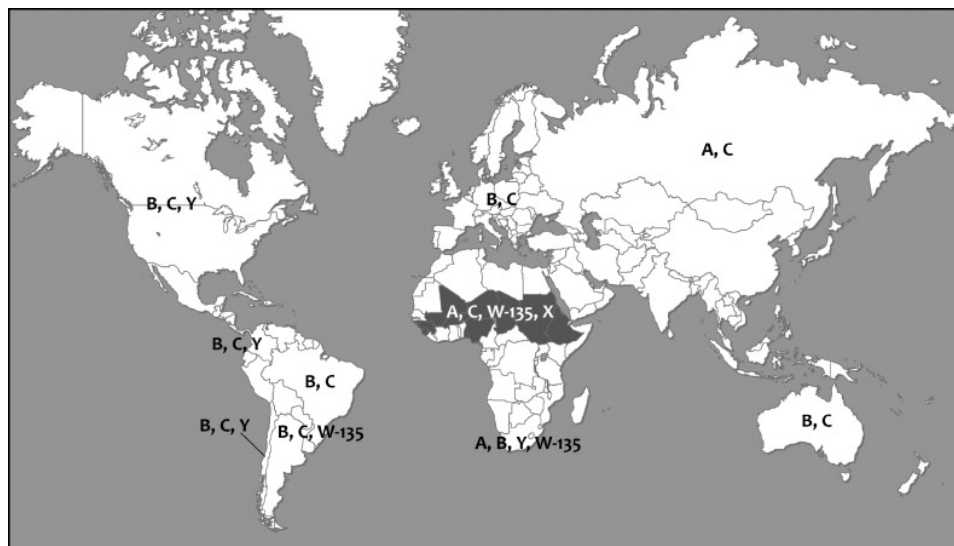 A, C
B, C, Y
B, C
A, C, W-135, X
B, C, Y
B, C
B, C, Y
B, C, W-135
A, B, Y, W-135
B, C